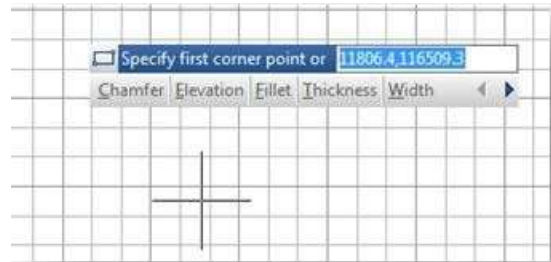 Specify first corner point or 11806.4,116509.3
Chamfer Elevation Fillet Thickness Width